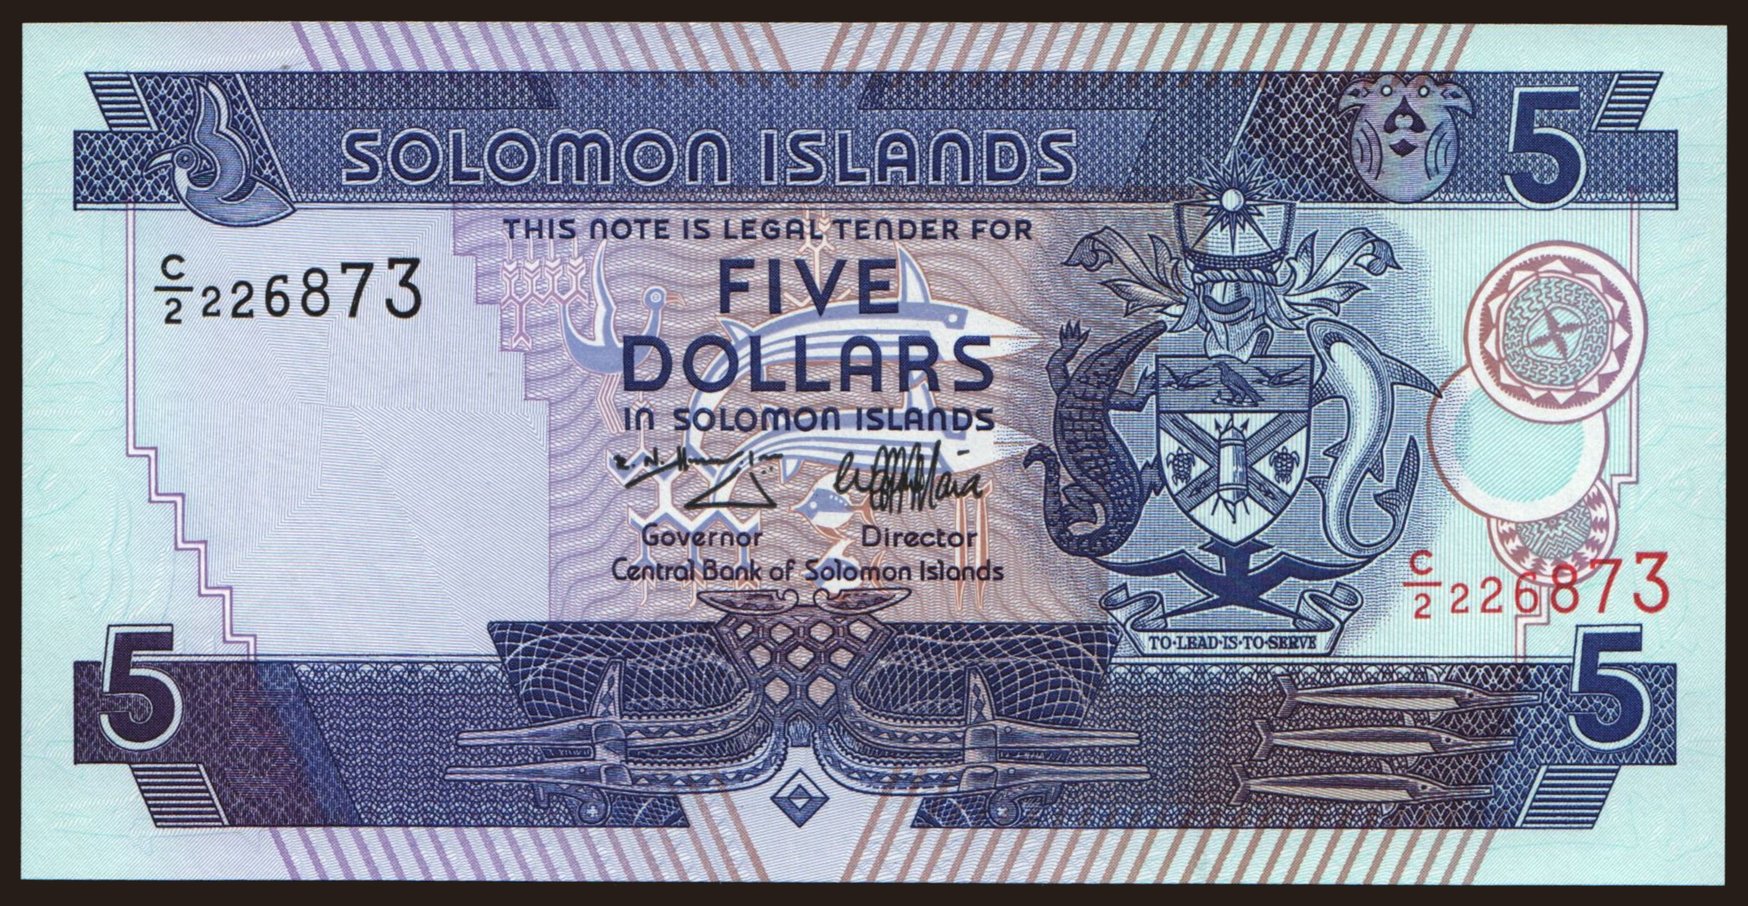 SOLOMON ISLANDS
5
THIS NOTE IS LEGAL TENDER FOR
C/2 226873
FIVE
DOLLARS
IN SOLOMON ISLANDS
Governor
Director
Central Bank of Solomon Islands
C/2 226873
TO·LEAD·IS·TO·SERVE
5
5